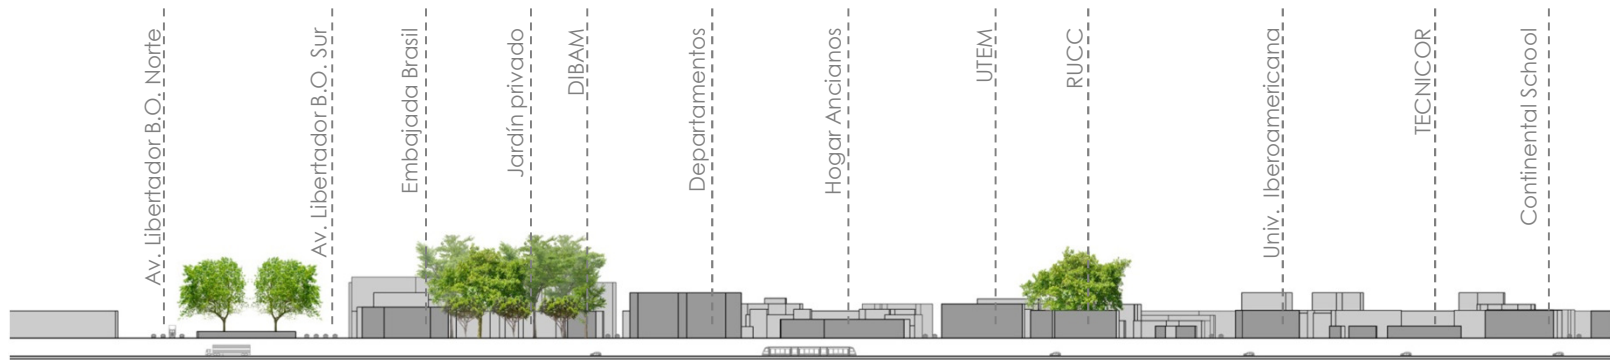 Av. Libertador B.O. Norte
Av. Libertador B.O. Sur
Embajada Brasil
Jardín privado
DIBAM
Departamentos
Hogar Ancianos
UTEM
RUCC
Univ. Iberoamericana
TECNICOR
Continental School